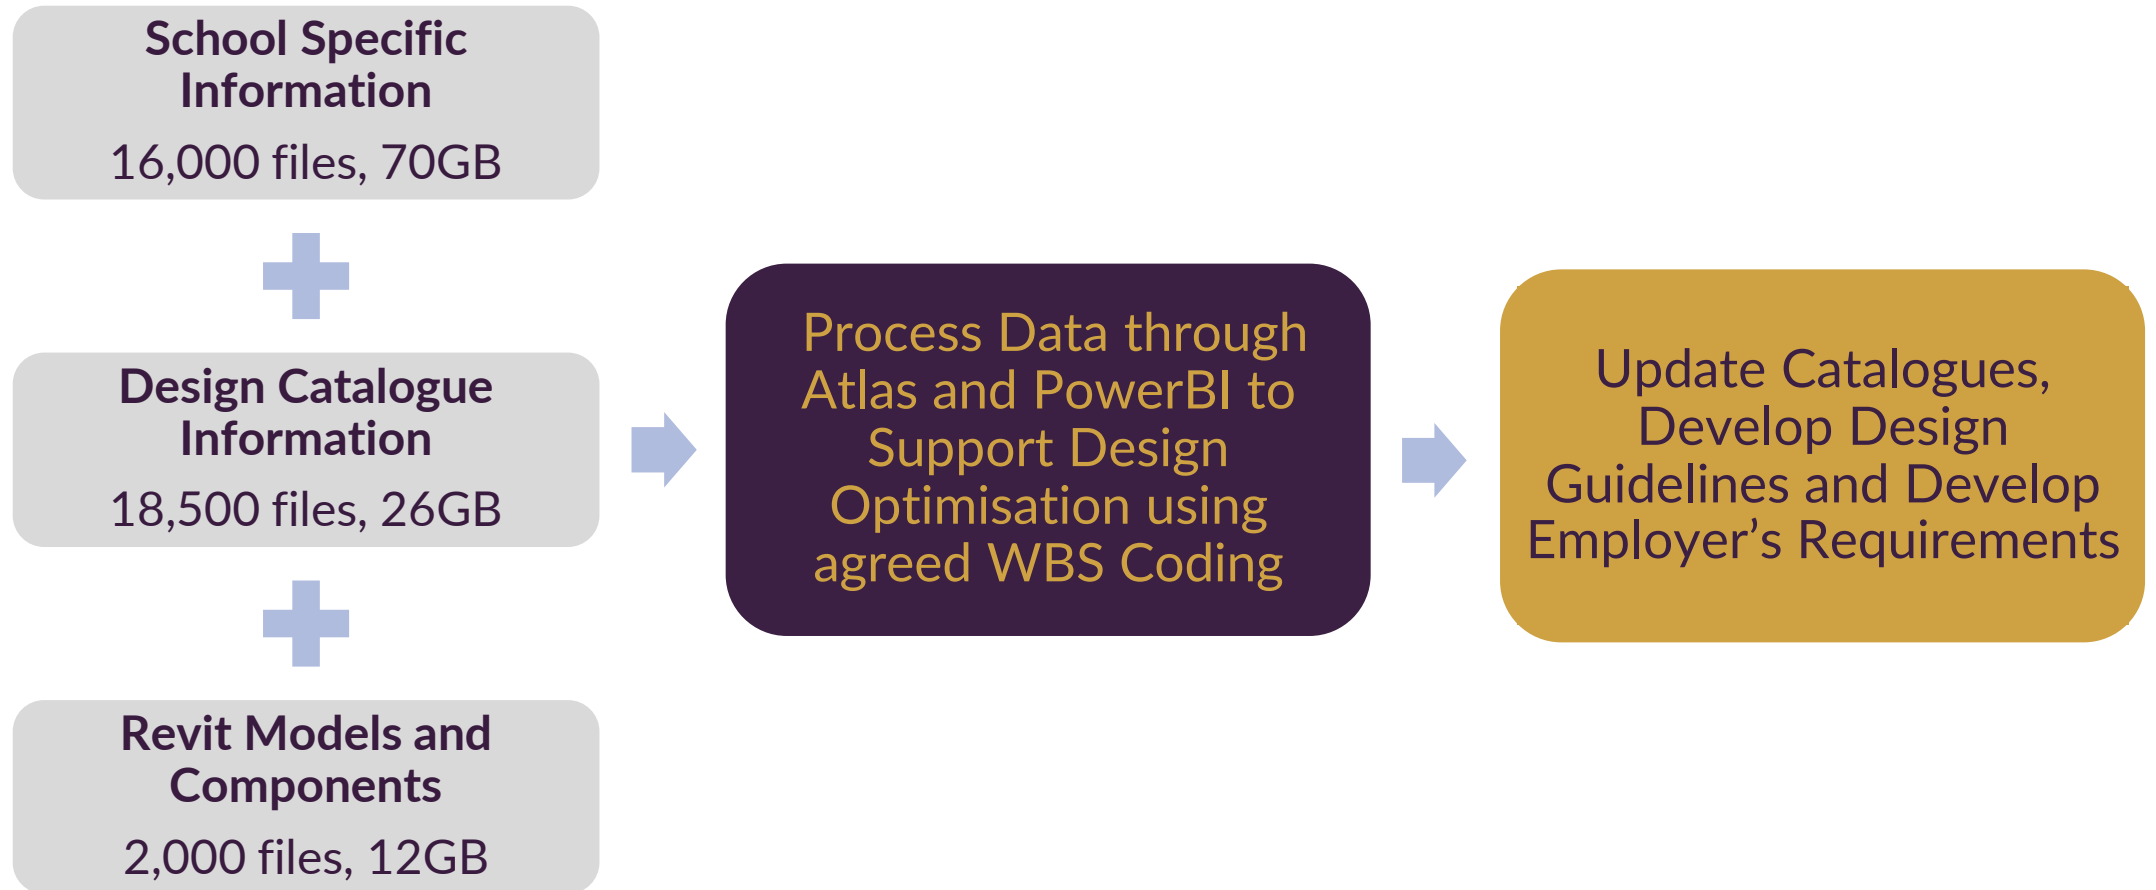 School Specific
Information
16,000 files, 70GB
Design Catalogue
Information
18,500 files, 26GB
Revit Models and
Components
2,000 files, 12GB
Process Data through
Atlas and PowerBI to
Support Design
Optimisation using
agreed WBS Coding
Update Catalogues,
Develop Design
Guidelines and Develop
Employer’s Requirements